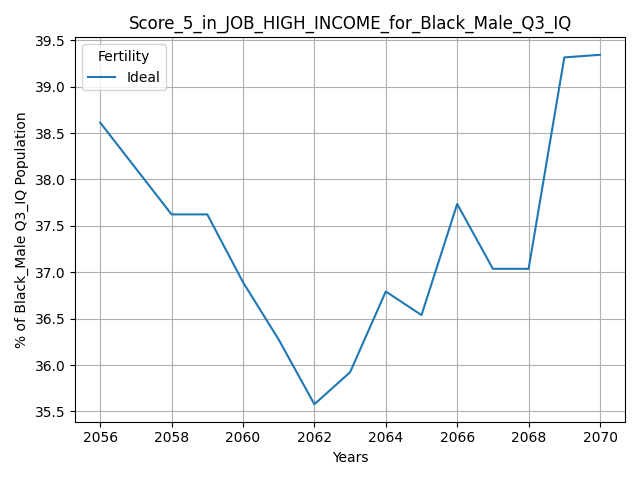 Score_5_in_JOB_HIGH_INCOME_for_Black_Male_Q3_IQ
Fertility
Ideal
39.5
39.0
38.5
38.0
37.5
37.0
36.5
36.0
35.5
% of Black_Male Q3_IQ Population
2056 2058 2060 2062 2064 2066 2068 2070
Years